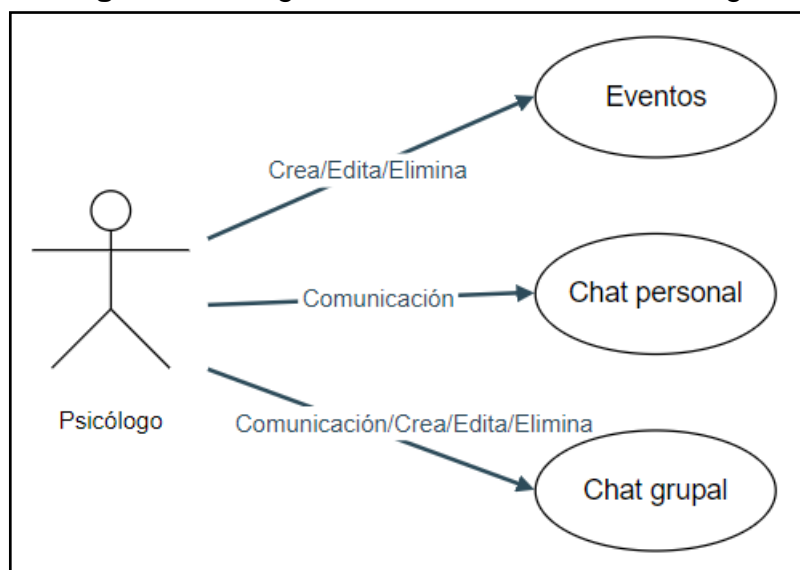 Eventos
Crea/Edita/Elimina
Chat personal
Comunicación
Psicólogo
Comunicación/Crea/Edita/Elimina
Chat grupal